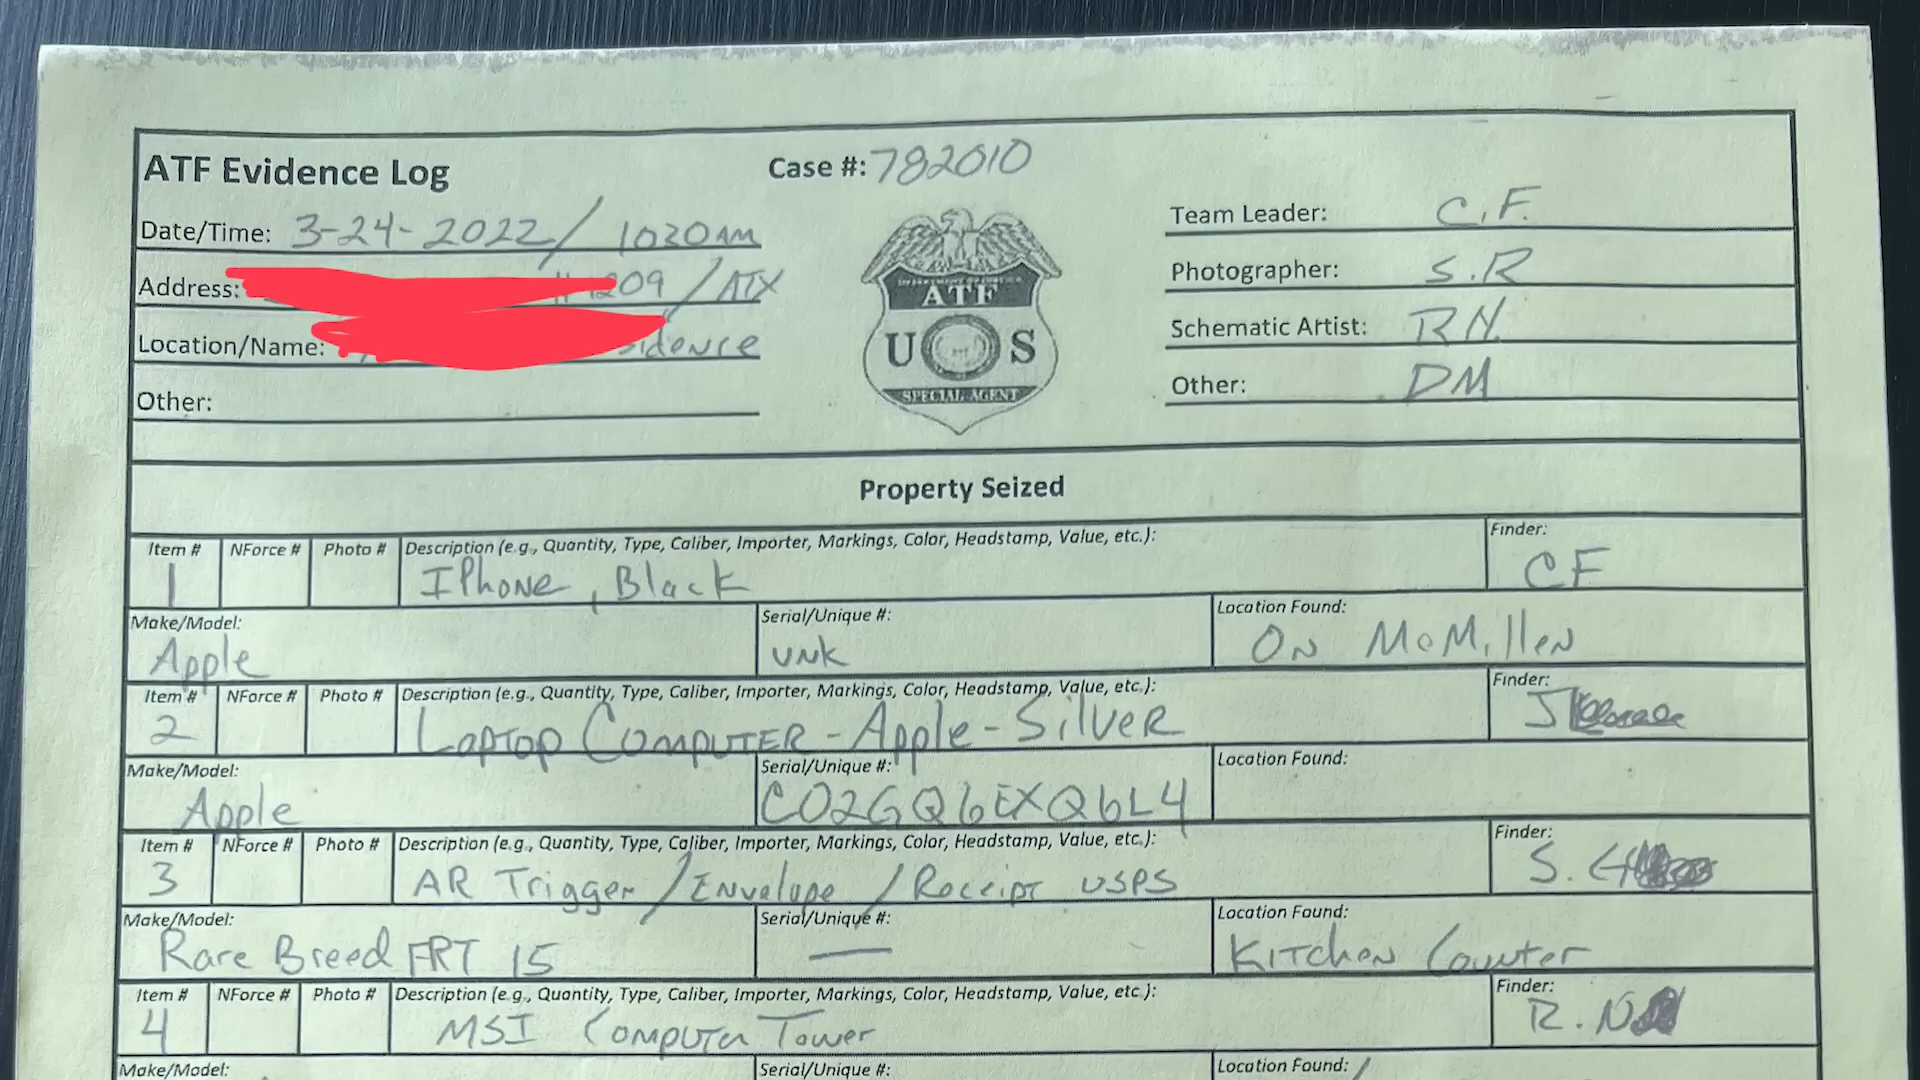 ATF Evidence Log
Case #: 782010
Date/Time: 3-24-2022 / 1030AM
Address: 209 / ATX
Location/Name: sidence
Other:
ATF
U S
SPECIAL AGENT
Team Leader: C.F.
Photographer: S.R
Schematic Artist: RN.
Other: DM
Property Seized
Item # NForce # Photo # Description (e.g., Quantity, Type, Caliber, Importer, Markings, Color, Headstamp, Value, etc.): Finder:
1 IPhone, Black CF
Make/Model: Serial/Unique #: Location Found:
Apple UNK ON McMillen
Item # NForce # Photo # Description (e.g., Quantity, Type, Caliber, Importer, Markings, Color, Headstamp, Value, etc.): Finder:
2 Laptop Computer - Apple - Silver J
Make/Model: Serial/Unique #: Location Found:
Apple C02GQ6EXQ6L4
Item # NForce # Photo # Description (e.g., Quantity, Type, Caliber, Importer, Markings, Color, Headstamp, Value, etc.): Finder:
3 AR Trigger / Envelope / Receipt USPS S.
Make/Model: Serial/Unique #: Location Found:
Rare Breed FRT 15 — Kitchen Counter
Item # NForce # Photo # Description (e.g., Quantity, Type, Caliber, Importer, Markings, Color, Headstamp, Value, etc.): Finder:
4 MSI Computer Tower R. N
Make/Model: Serial/Unique #: Location Found: